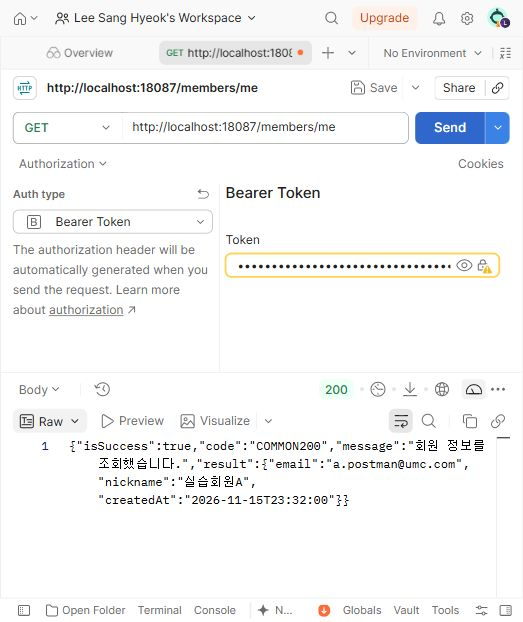 Lee Sang Hyeok's Workspace
Upgrade
Overview
GET http://localhost:1808
No Environment
HTTP
http://localhost:18087/members/me
Save
Share
GET
http://localhost:18087/members/me
Send
Authorization
Cookies
Auth type
Bearer Token
B
Bearer Token
The authorization header will be
automatically generated when you
send the request. Learn more
about authorization ↗
Token
Body
200
Raw
Preview
Visualize
1
{"isSuccess":true,"code":"COMMON200","message":"회원 정보를
조회했습니다.","result":{"email":"a.postman@umc.com",
"nickname":"실습회원A",
"createdAt":"2026-11-15T23:32:00"}}
Open Folder
Terminal
Console
N...
Globals
Vault
Tools